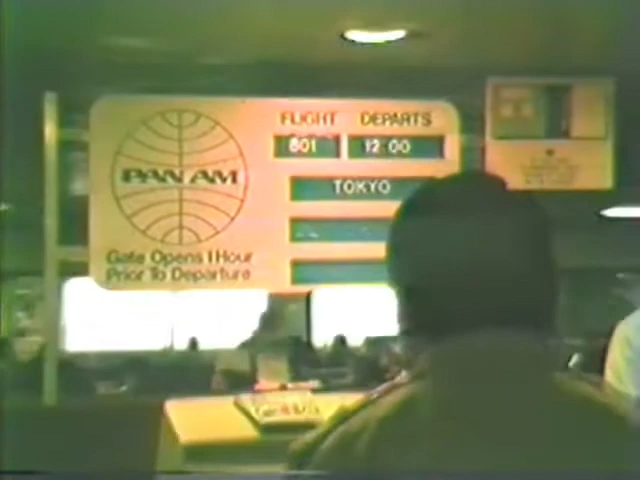 FLIGHT DEPARTS
801 12 00
TOKYO
PAN AM
Gate Opens 1 Hour
Prior To Departure